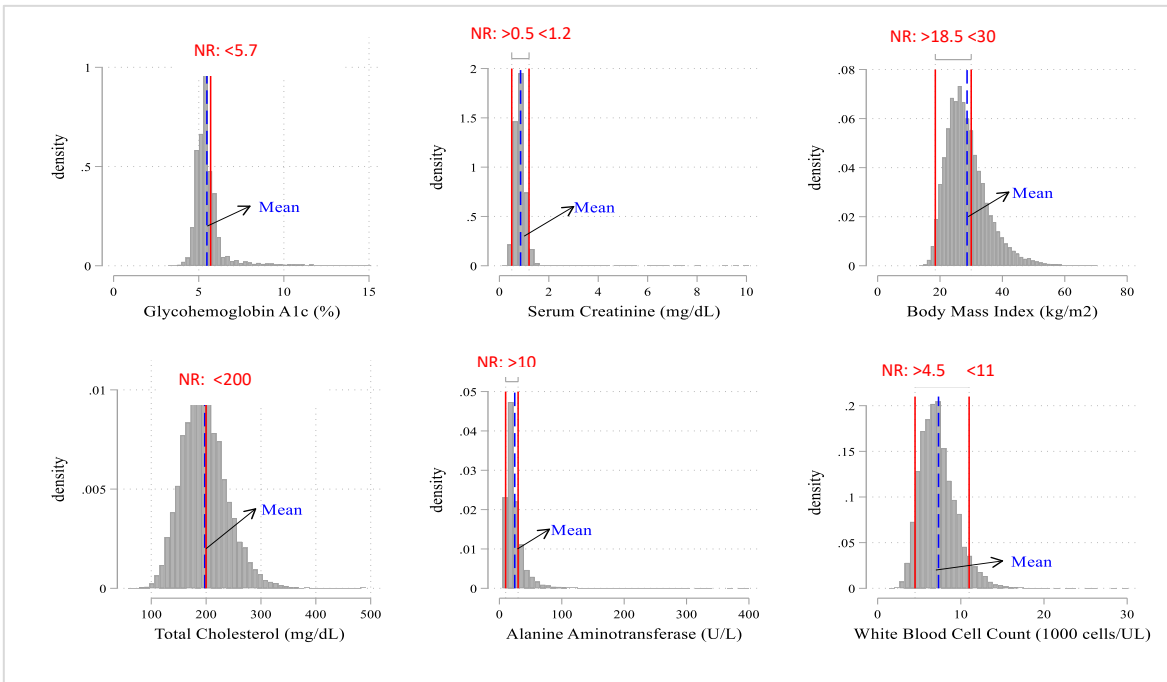 NR: <5.7
1
.5
0
density
Mean
0 5 10 15
Glycohemoglobin A1c (%)
NR: >0.5 <1.2
2
1.5
1
.5
0
density
Mean
0 2 4 6 8 10
Serum Creatinine (mg/dL)
NR: >18.5 <30
.08
.06
.04
.02
0
density
Mean
0 20 40 60 80
Body Mass Index (kg/m2)
NR: <200
.01
.005
0
density
Mean
100 200 300 400 500
Total Cholesterol (mg/dL)
NR: >10
.05
.04
.03
.02
.01
0
density
Mean
0 100 200 300 400
Alanine Aminotransferase (U/L)
NR: >4.5 <11
.2
.15
.1
.05
0
density
Mean
0 10 20 30
White Blood Cell Count (1000 cells/UL)